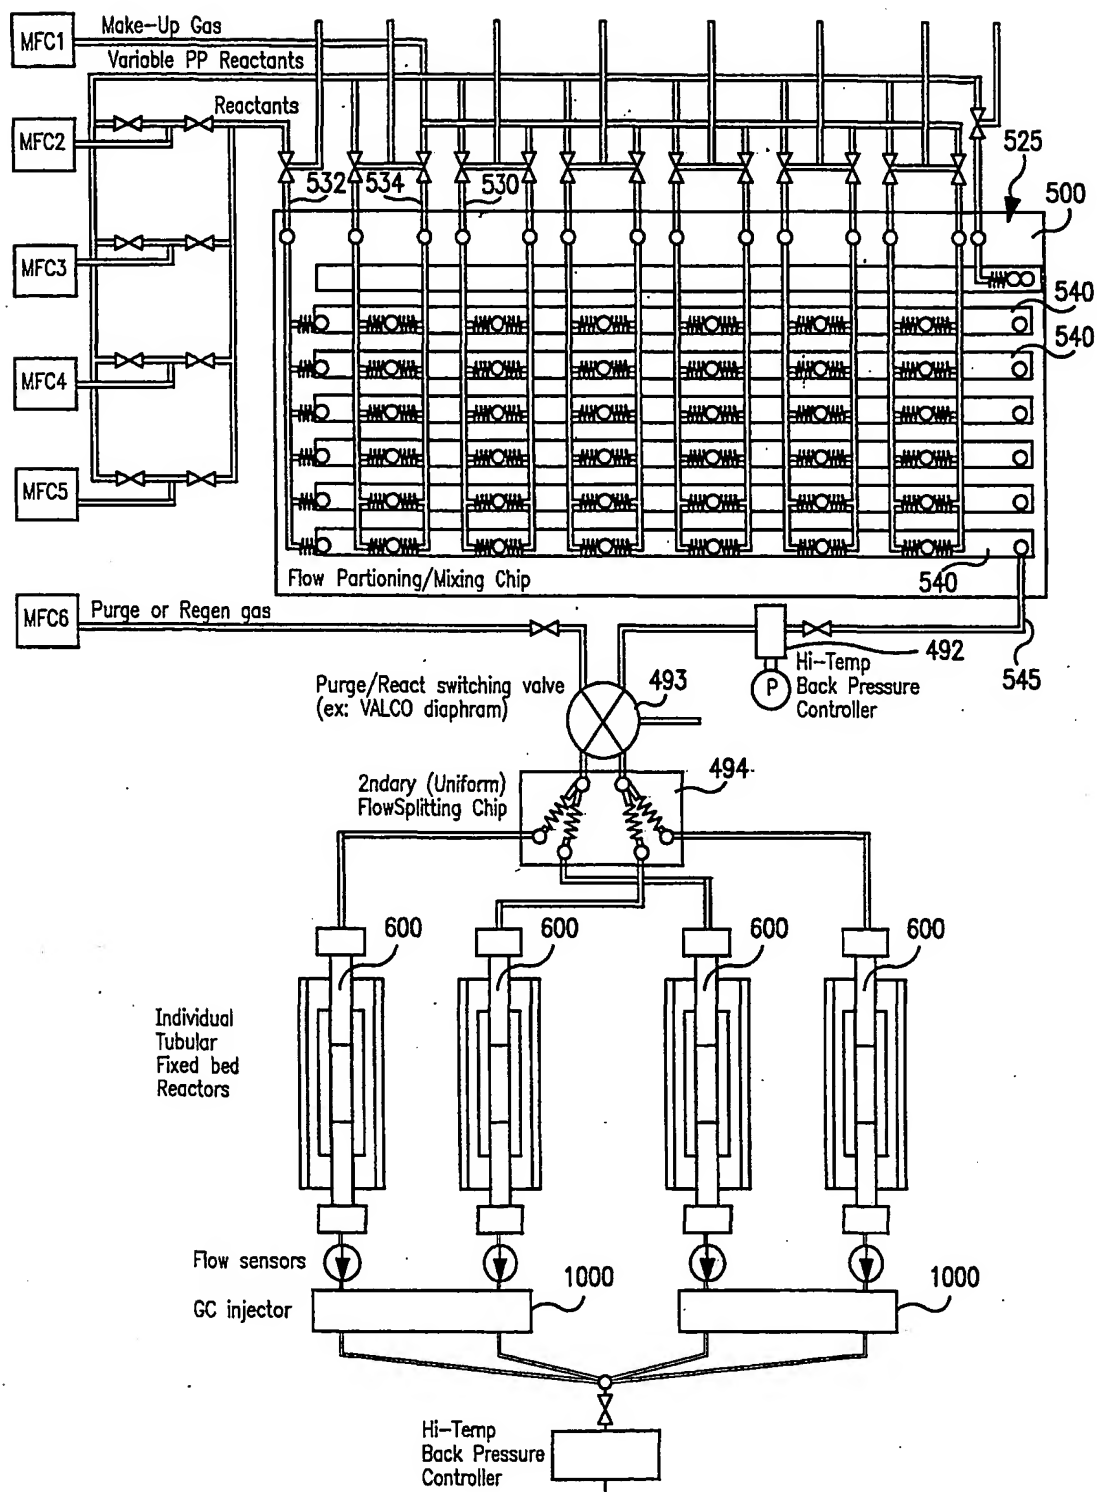 MFC1
Make-Up Gas
Variable PP Reactants
Reactants
MFC2
532
534
530
525
500
MFC3
540
540
MFC4
MFC5
540
Flow Partioning/Mixing Chip
MFC6
Purge or Regen gas
492
545
Hi-Temp
Back Pressure
Controller
P
Purge/React switching valve
(ex: VALCO diaphram)
493
2ndary (Uniform)
FlowSplitting Chip
494
600
600
600
600
Individual
Tubular
Fixed bed
Reactors
Flow sensors
GC injector
1000
1000
Hi-Temp
Back Pressure
Controller